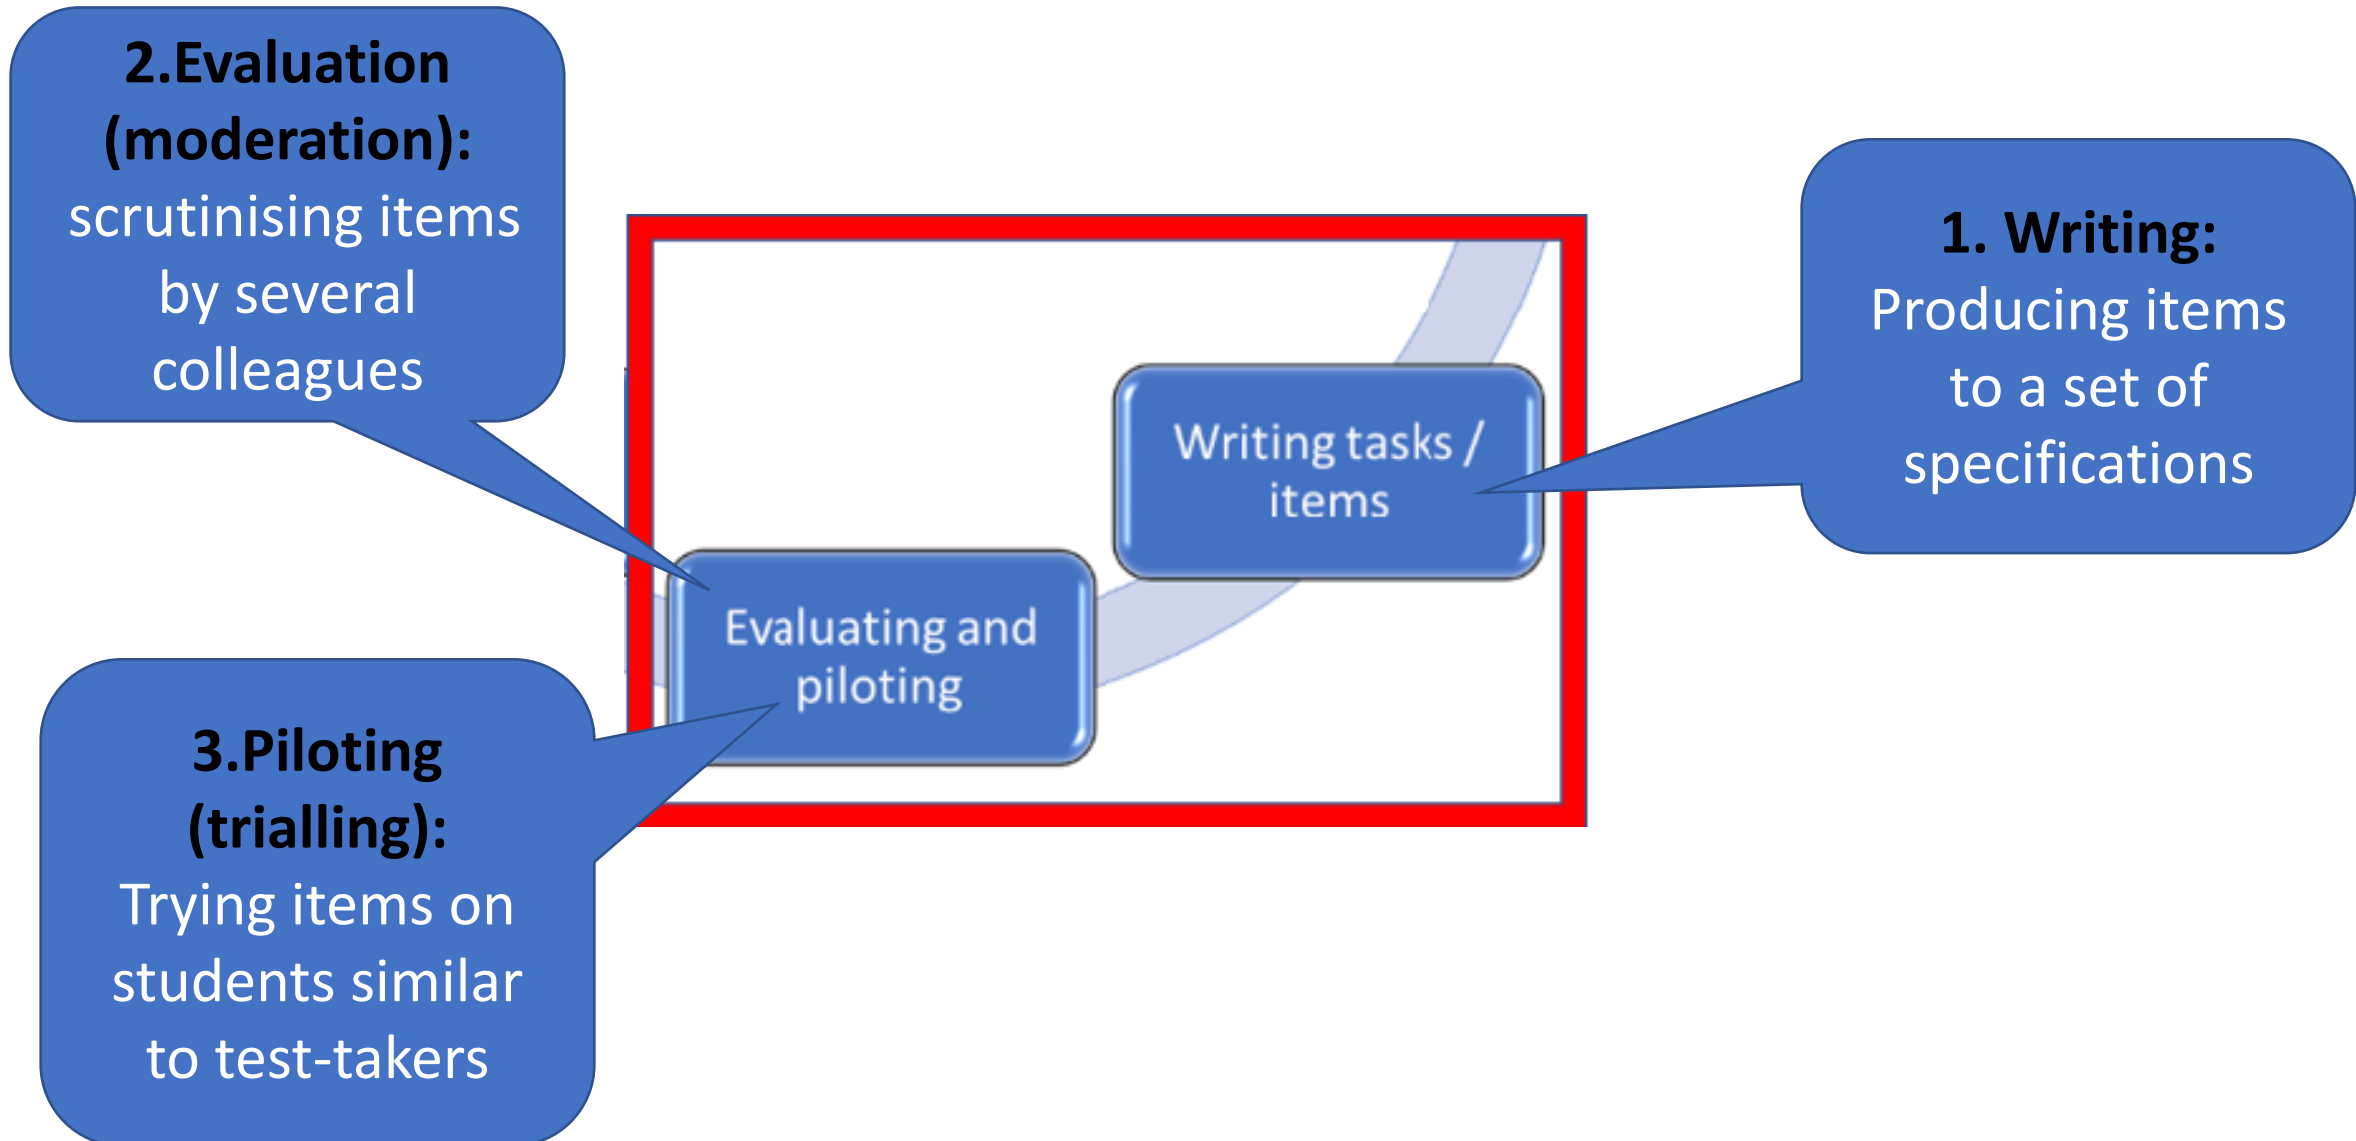 2.Evaluation
(moderation):
scrutinising items
by several
colleagues
1. Writing:
Producing items
to a set of
specifications
Writing tasks /
items
Evaluating and
piloting
3.Piloting
(trialling):
Trying items on
students similar
to test-takers